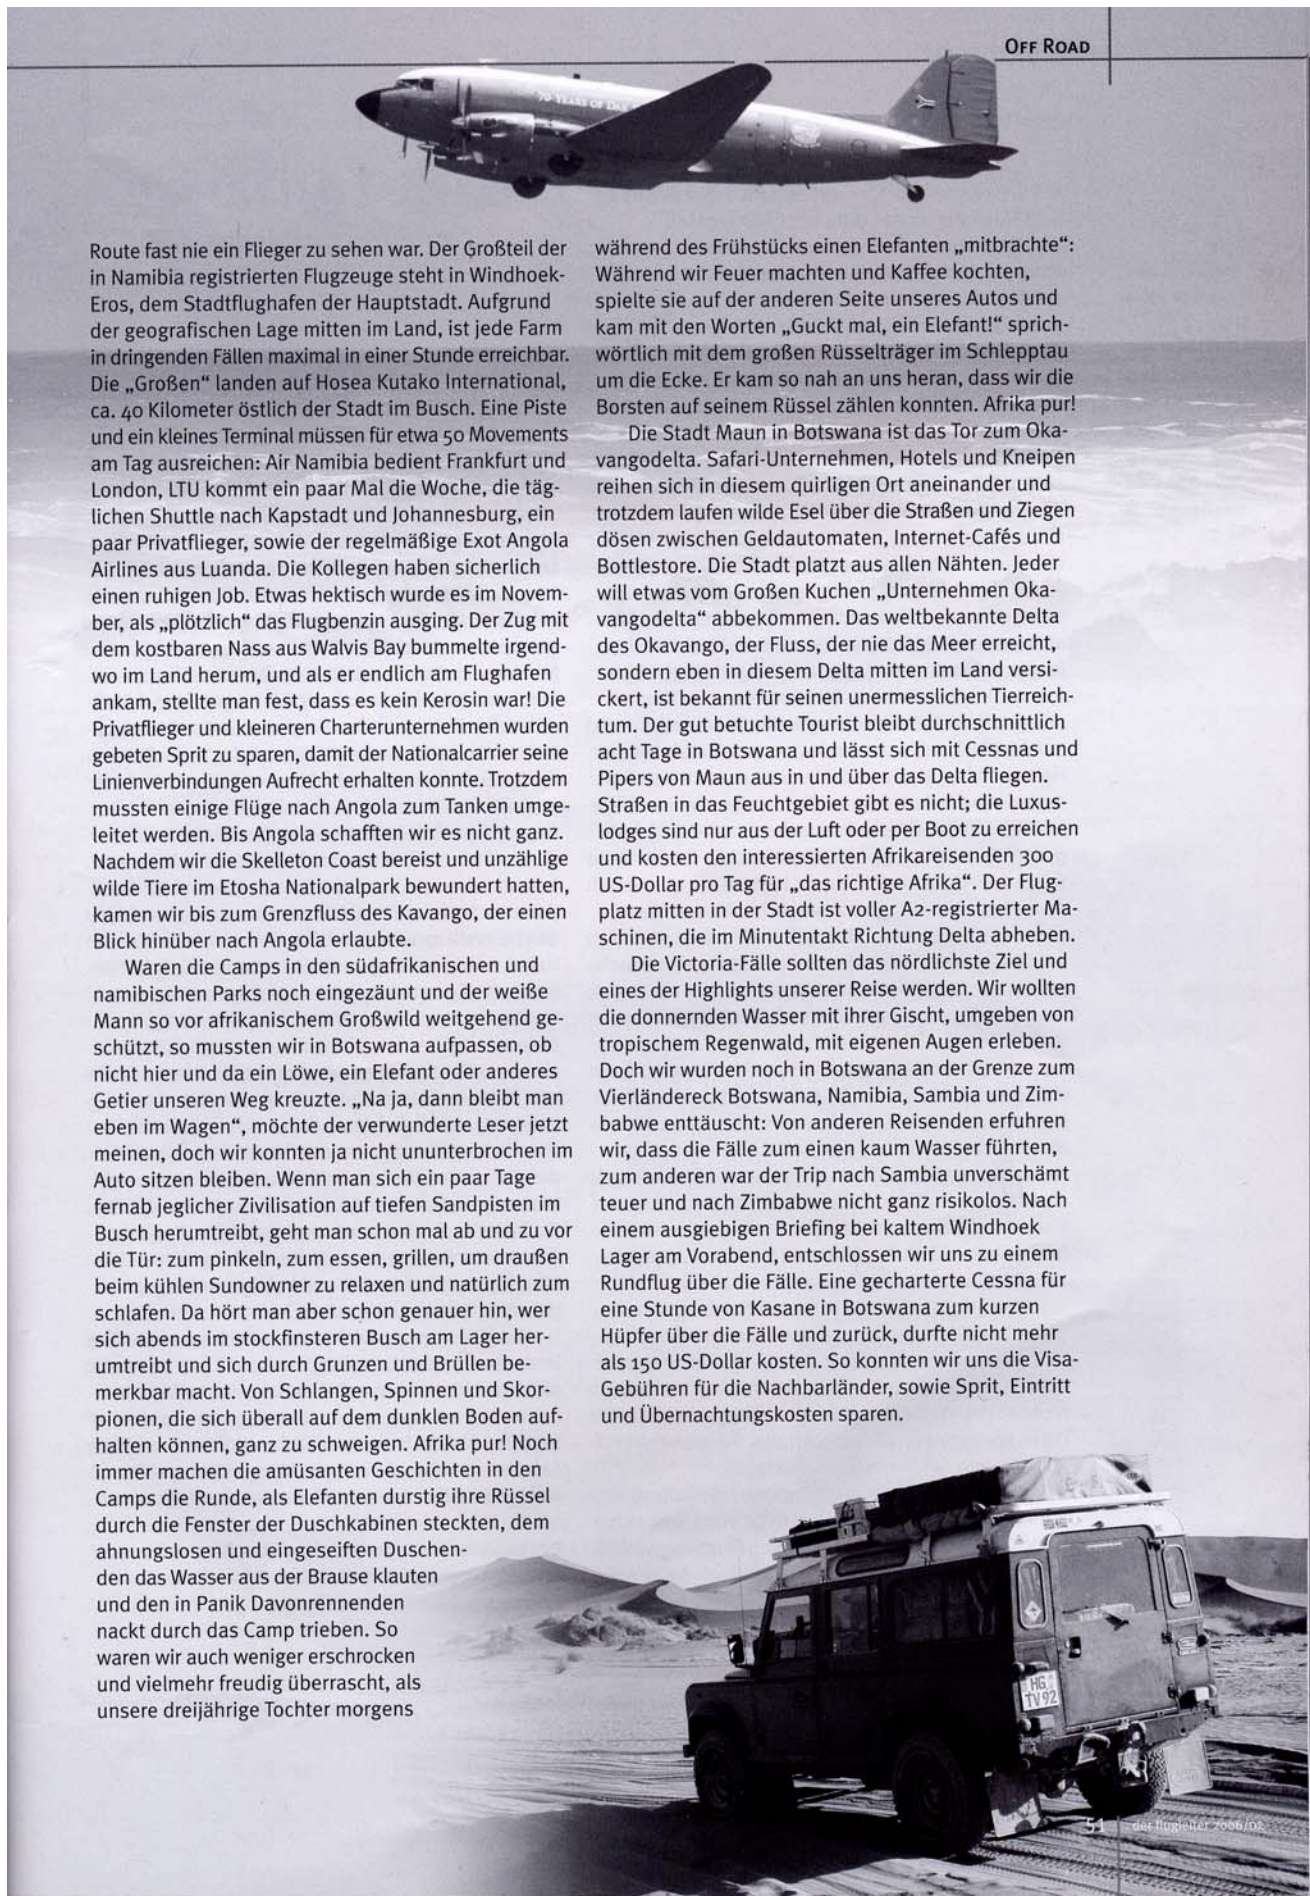 OFF ROAD
70 YEARS OF DAK
Route fast nie ein Flieger zu sehen war. Der Großteil der
in Namibia registrierten Flugzeuge steht in Windhoek-
Eros, dem Stadtflughafen der Hauptstadt. Aufgrund
der geografischen Lage mitten im Land, ist jede Farm
in dringenden Fällen maximal in einer Stunde erreichbar.
Die „Großen“ landen auf Hosea Kutako International,
ca. 40 Kilometer östlich der Stadt im Busch. Eine Piste
und ein kleines Terminal müssen für etwa 50 Movements
am Tag ausreichen: Air Namibia bedient Frankfurt und
London, LTU kommt ein paar Mal die Woche, die täg-
lichen Shuttle nach Kapstadt und Johannesburg, ein
paar Privatflieger, sowie der regelmäßige Exot Angola
Airlines aus Luanda. Die Kollegen haben sicherlich
einen ruhigen Job. Etwas hektisch wurde es im Novem-
ber, als „plötzlich“ das Flugbenzin ausging. Der Zug mit
dem kostbaren Nass aus Walvis Bay bummelte irgend-
wo im Land herum, und als er endlich am Flughafen
ankam, stellte man fest, dass es kein Kerosin war! Die
Privatflieger und kleineren Charterunternehmen wurden
gebeten Sprit zu sparen, damit der Nationalcarrier seine
Linienverbindungen Aufrecht erhalten konnte. Trotzdem
mussten einige Flüge nach Angola zum Tanken umge-
leitet werden. Bis Angola schafften wir es nicht ganz.
Nachdem wir die Skelleton Coast bereist und unzählige
wilde Tiere im Etosha Nationalpark bewundert hatten,
kamen wir bis zum Grenzfluss des Kavango, der einen
Blick hinüber nach Angola erlaubte.
Waren die Camps in den südafrikanischen und
namibischen Parks noch eingezäunt und der weiße
Mann so vor afrikanischem Großwild weitgehend ge-
schützt, so mussten wir in Botswana aufpassen, ob
nicht hier und da ein Löwe, ein Elefant oder anderes
Getier unseren Weg kreuzte. „Na ja, dann bleibt man
eben im Wagen“, möchte der verwunderte Leser jetzt
meinen, doch wir konnten ja nicht ununterbrochen im
Auto sitzen bleiben. Wenn man sich ein paar Tage
fernab jeglicher Zivilisation auf tiefen Sandpisten im
Busch herumtreibt, geht man schon mal ab und zu vor
die Tür: zum pinkeln, zum essen, grillen, um draußen
beim kühlen Sundowner zu relaxen und natürlich zum
schlafen. Da hört man aber schon genauer hin, wer
sich abends im stockfinsteren Busch am Lager her-
umtreibt und sich durch Grunzen und Brüllen be-
merkbar macht. Von Schlangen, Spinnen und Skor-
pionen, die sich überall auf dem dunklen Boden auf-
halten können, ganz zu schweigen. Afrika pur! Noch
immer machen die amüsanten Geschichten in den
Camps die Runde, als Elefanten durstig ihre Rüssel
durch die Fenster der Duschkabinen steckten, dem
ahnungslosen und eingeseiften Duschen-
den das Wasser aus der Brause klauten
und den in Panik Davonrennenden
nackt durch das Camp trieben. So
waren wir auch weniger erschrocken
und vielmehr freudig überrascht, als
unsere dreijährige Tochter morgens
während des Frühstücks einen Elefanten „mitbrachte“:
Während wir Feuer machten und Kaffee kochten,
spielte sie auf der anderen Seite unseres Autos und
kam mit den Worten „Guckt mal, ein Elefant!“ sprich-
wörtlich mit dem großen Rüsselträger im Schlepptau
um die Ecke. Er kam so nah an uns heran, dass wir die
Borsten auf seinem Rüssel zählen konnten. Afrika pur!
Die Stadt Maun in Botswana ist das Tor zum Oka-
vangodelta. Safari-Unternehmen, Hotels und Kneipen
reihen sich in diesem quirligen Ort aneinander und
trotzdem laufen wilde Esel über die Straßen und Ziegen
dösen zwischen Geldautomaten, Internet-Cafés und
Bottlestore. Die Stadt platzt aus allen Nähten. Jeder
will etwas vom Großen Kuchen „Unternehmen Oka-
vangodelta“ abbekommen. Das weltbekannte Delta
des Okavango, der Fluss, der nie das Meer erreicht,
sondern eben in diesem Delta mitten im Land versi-
ckert, ist bekannt für seinen unermesslichen Tierreich-
tum. Der gut betuchte Tourist bleibt durchschnittlich
acht Tage in Botswana und lässt sich mit Cessnas und
Pipers von Maun aus in und über das Delta fliegen.
Straßen in das Feuchtgebiet gibt es nicht; die Luxus-
lodges sind nur aus der Luft oder per Boot zu erreichen
und kosten den interessierten Afrikareisenden 300
US-Dollar pro Tag für „das richtige Afrika“. Der Flug-
platz mitten in der Stadt ist voller A2-registrierter Ma-
schinen, die im Minutentakt Richtung Delta abheben.
Die Victoria-Fälle sollten das nördlichste Ziel und
eines der Highlights unserer Reise werden. Wir wollten
die donnernden Wasser mit ihrer Gischt, umgeben von
tropischem Regenwald, mit eigenen Augen erleben.
Doch wir wurden noch in Botswana an der Grenze zum
Vierländereck Botswana, Namibia, Sambia und Zim-
babwe enttäuscht: Von anderen Reisenden erfuhren
wir, dass die Fälle zum einen kaum Wasser führten,
zum anderen war der Trip nach Sambia unverschämt
teuer und nach Zimbabwe nicht ganz risikolos. Nach
einem ausgiebigen Briefing bei kaltem Windhoek
Lager am Vorabend, entschlossen wir uns zu einem
Rundflug über die Fälle. Eine gecharterte Cessna für
eine Stunde von Kasane in Botswana zum kurzen
Hüpfer über die Fälle und zurück, durfte nicht mehr
als 150 US-Dollar kosten. So konnten wir uns die Visa-
Gebühren für die Nachbarländer, sowie Sprit, Eintritt
und Übernachtungskosten sparen.
HG
TV 92
51
der flugleiter 2006/02